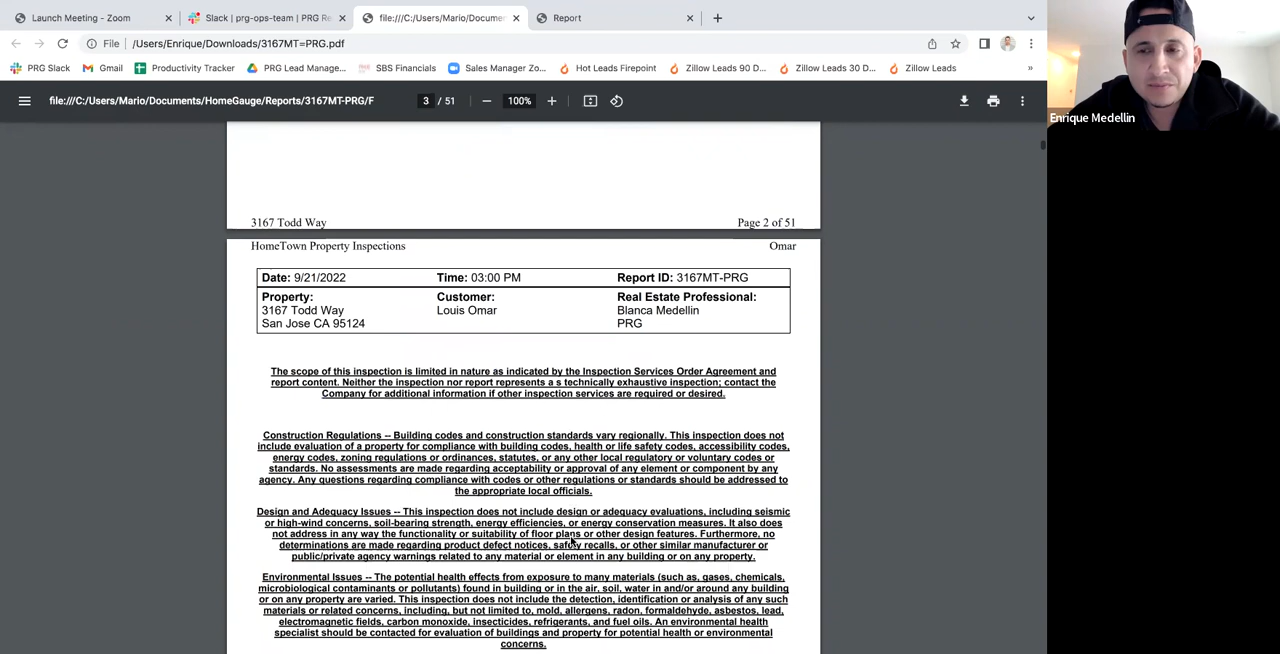 Launch Meeting - Zoom
Slack | prg-ops-team | PRG Re
file:///C:/Users/Mario/Documen
Report
File
/Users/Enrique/Downloads/3167MT=PRG.pdf
PRG Slack
Gmail
Productivity Tracker
PRG Lead Manage...
SBS Financials
Sales Manager Zo...
Hot Leads Firepoint
Zillow Leads 90 D...
Zillow Leads 30 D...
Zillow Leads
»
file:///C:/Users/Mario/Documents/HomeGauge/Reports/3167MT-PRG/F
3 / 51
100%
Enrique Medellin
3167 Todd Way
Page 2 of 51
HomeTown Property Inspections
Omar
Date: 9/21/2022
Time: 03:00 PM
Report ID: 3167MT-PRG
Property:
Customer:
Real Estate Professional:
3167 Todd Way
Louis Omar
Blanca Medellin
San Jose CA 95124
PRG
The scope of this inspection is limited in nature as indicated by the Inspection Services Order Agreement and
report content. Neither the inspection nor report represents a s technically exhaustive inspection; contact the
Company for additional information if other inspection services are required or desired.
Construction Regulations -- Building codes and construction standards vary regionally. This inspection does not
include evaluation of a property for compliance with building codes, health or life safety codes, accessibility codes,
energy codes, zoning regulations or ordinances, statutes, or any other local regulatory or voluntary codes or
standards. No assessments are made regarding acceptability or approval of any element or component by any
agency. Any questions regarding compliance with codes or other regulations or standards should be addressed to
the appropriate local officials.
Design and Adequacy Issues -- This inspection does not include design or adequacy evaluations, including seismic
or high-wind concerns, soil-bearing strength, energy efficiencies, or energy conservation measures. It also does
not address in any way the functionality or suitability of floor plans or other design features. Furthermore, no
determinations are made regarding product defect notices, safety recalls, or other similar manufacturer or
public/private agency warnings related to any material or element in any building or on any property.
Environmental Issues -- The potential health effects from exposure to many materials (such as, gases, chemicals,
microbiological contaminants or pollutants) found in building or in the air, soil, water in and/or around any building
or on any property are varied. This inspection does not include the detection, identification or analysis of any such
materials or related concerns, including, but not limited to, mold, allergens, radon, formaldehyde, asbestos, lead,
electromagnetic fields, carbon monoxide, insecticides, refrigerants, and fuel oils. An environmental health
specialist should be contacted for evaluation of buildings and property for potential health or environmental
concerns.